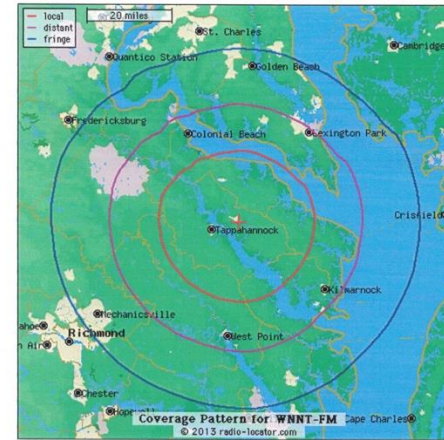 local
distant
fringe
20 miles
St. Charles
Cambridge
Quantico Station
Golden Beach
Fredericksburg
Colonial Beach
Lexington Park
Crisfield
Tappahannock
Kilmarnock
Mechanicsville
Richmond
West Point
Chester
Hopewell
Cape Charles
Coverage Pattern for WNNT-FM
© 2013 radio-locator.com